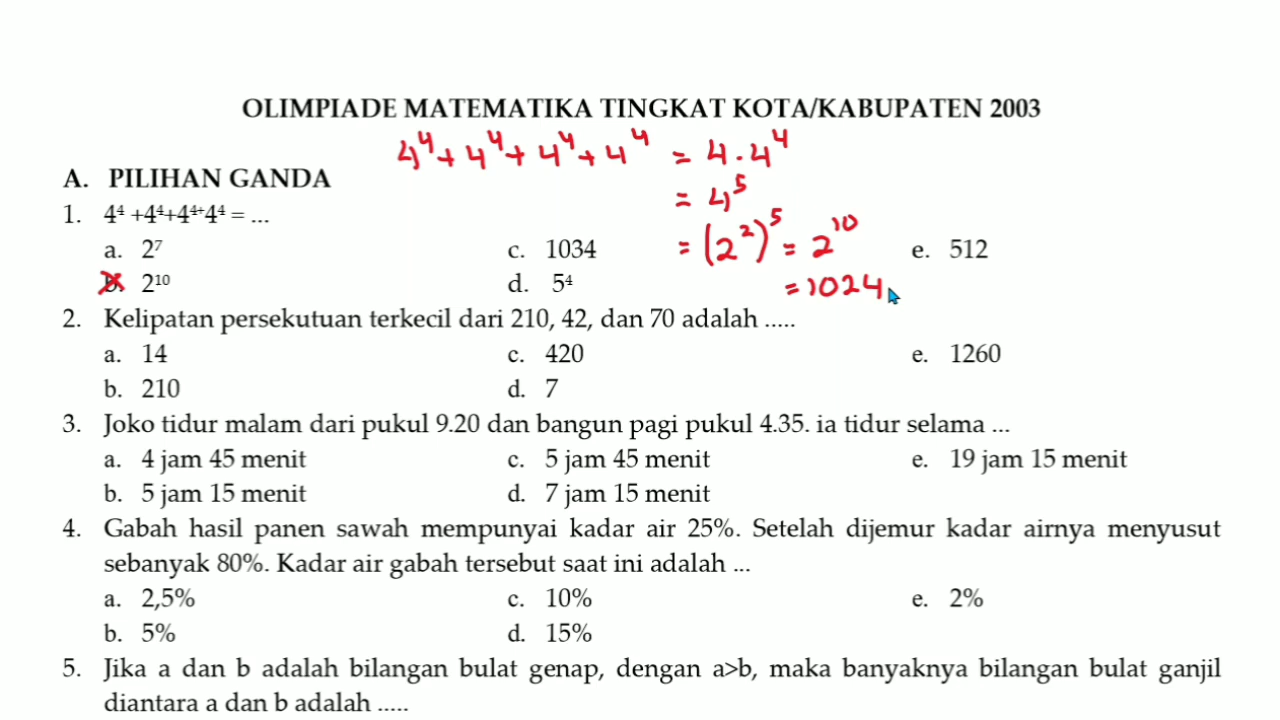 OLIMPIADE MATEMATIKA TINGKAT KOTA/KABUPATEN 2003
4⁴ + 4⁴ + 4⁴ + 4⁴ = 4 . 4⁴
A. PILIHAN GANDA
= 4⁵
1. 4⁴ +4⁴+4⁴⁺4⁴ = ...
= (2²)⁵ = 2¹⁰
a. 2⁷ c. 1034 e. 512
b. 2¹⁰ d. 5⁴
= 1024
2. Kelipatan persekutuan terkecil dari 210, 42, dan 70 adalah .....
a. 14 c. 420 e. 1260
b. 210 d. 7
3. Joko tidur malam dari pukul 9.20 dan bangun pagi pukul 4.35. ia tidur selama ...
a. 4 jam 45 menit c. 5 jam 45 menit e. 19 jam 15 menit
b. 5 jam 15 menit d. 7 jam 15 menit
4. Gabah hasil panen sawah mempunyai kadar air 25%. Setelah dijemur kadar airnya menyusut
sebanyak 80%. Kadar air gabah tersebut saat ini adalah ...
a. 2,5% c. 10% e. 2%
b. 5% d. 15%
5. Jika a dan b adalah bilangan bulat genap, dengan a>b, maka banyaknya bilangan bulat ganjil
diantara a dan b adalah .....